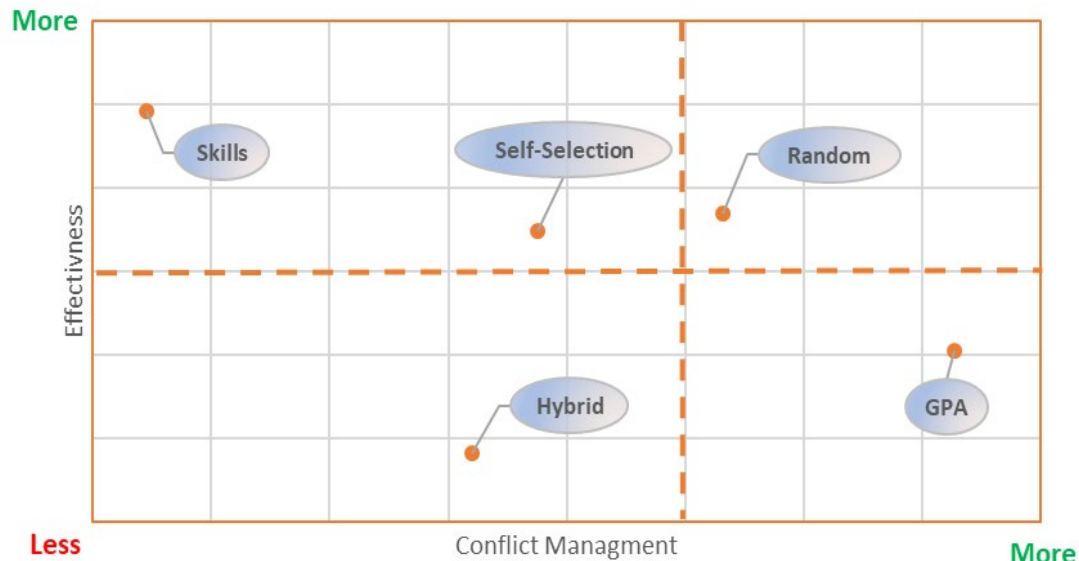 More
Skills
Self-Selection
Random
Effectivness
Hybrid
GPA
Less
Conflict Managment
More